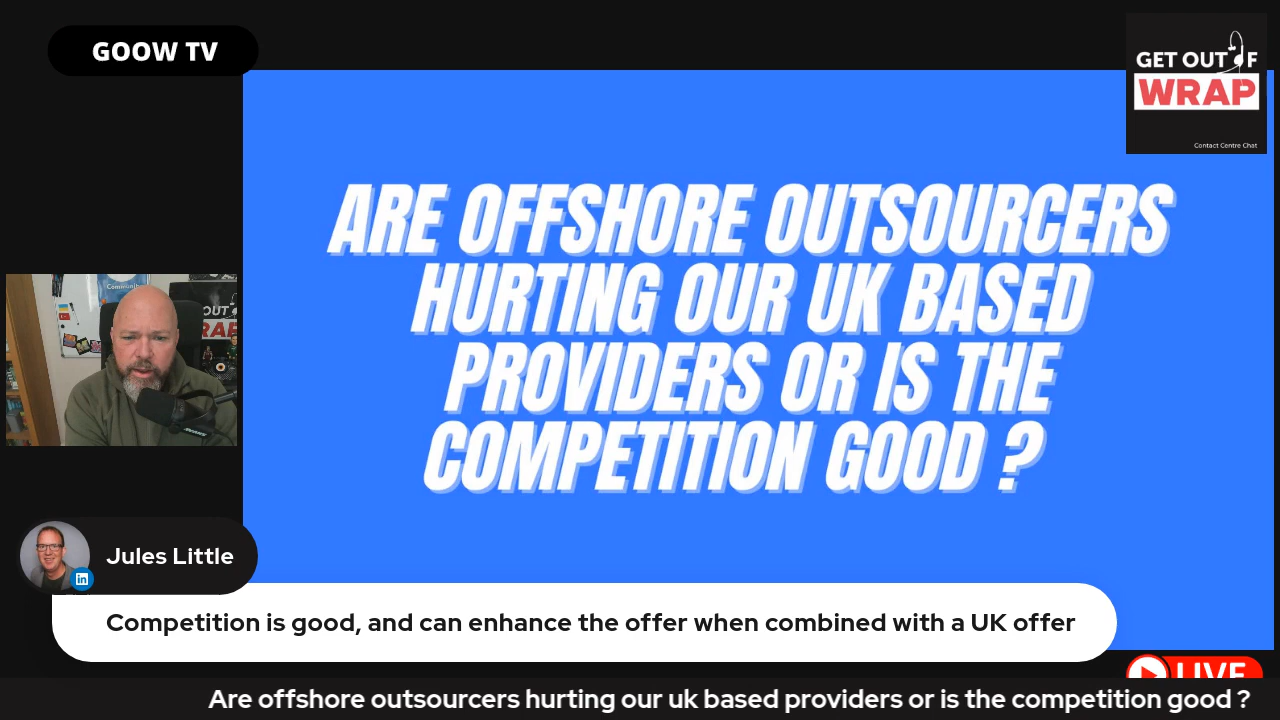 GOOW TV
GET OUT OF
WRAP
Contact Centre Chat
ARE OFFSHORE OUTSOURCERS
HURTING OUR UK BASED
PROVIDERS OR IS THE
COMPETITION GOOD ?
OUT
Jules Little
in
Competition is good, and can enhance the offer when combined with a UK offer
LIVE
Are offshore outsourcers hurting our uk based providers or is the competition good ?